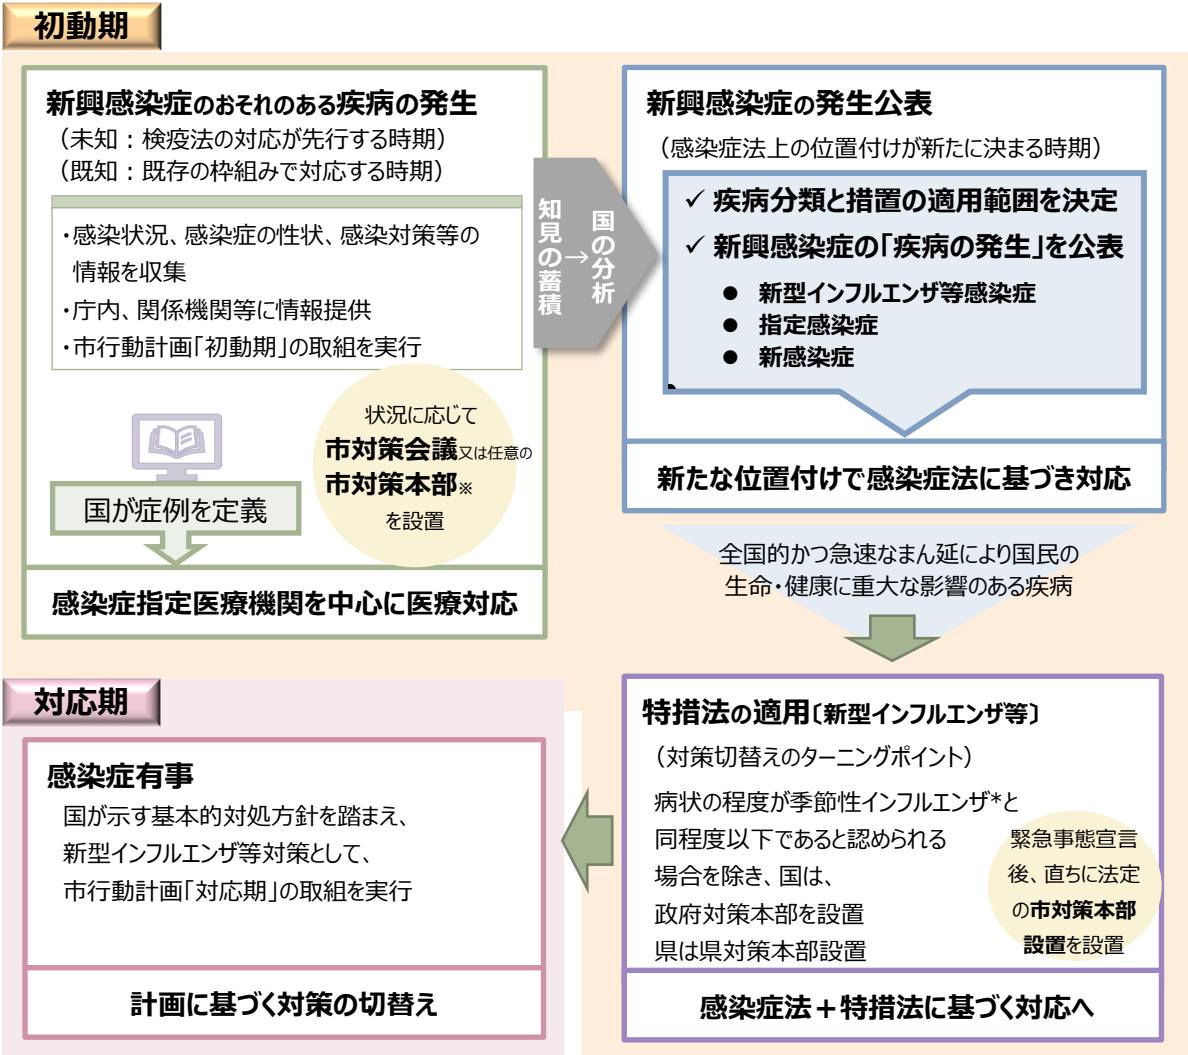 初動期
新興感染症のおそれのある疾病の発生
（未知：検疫法の対応が先行する時期）
（既知：既存の枠組みで対応する時期）
・感染状況、感染症の性状、感染対策等の
情報を収集
・庁内、関係機関等に情報提供
・市行動計画「初動期」の取組を実行
状況に応じて
市対策会議又は任意の
市対策本部※
を設置
国が症例を定義
感染症指定医療機関を中心に医療対応
知見の蓄積
→
国の分析
新興感染症の発生公表
（感染症法上の位置付けが新たに決まる時期）
✓ 疾病分類と措置の適用範囲を決定
✓ 新興感染症の「疾病の発生」を公表
● 新型インフルエンザ等感染症
● 指定感染症
● 新感染症
新たな位置付けで感染症法に基づき対応
全国的かつ急速なまん延により国民の
生命・健康に重大な影響のある疾病
特措法の適用〔新型インフルエンザ等〕
（対策切替えのターニングポイント）
病状の程度が季節性インフルエンザ*と
同程度以下であると認められる
場合を除き、国は、
政府対策本部を設置
県は県対策本部設置
緊急事態宣言
後、直ちに法定
の市対策本部
設置を設置
感染症法＋特措法に基づく対応へ
対応期
感染症有事
国が示す基本的対処方針を踏まえ、
新型インフルエンザ等対策として、
市行動計画「対応期」の取組を実行
計画に基づく対策の切替え